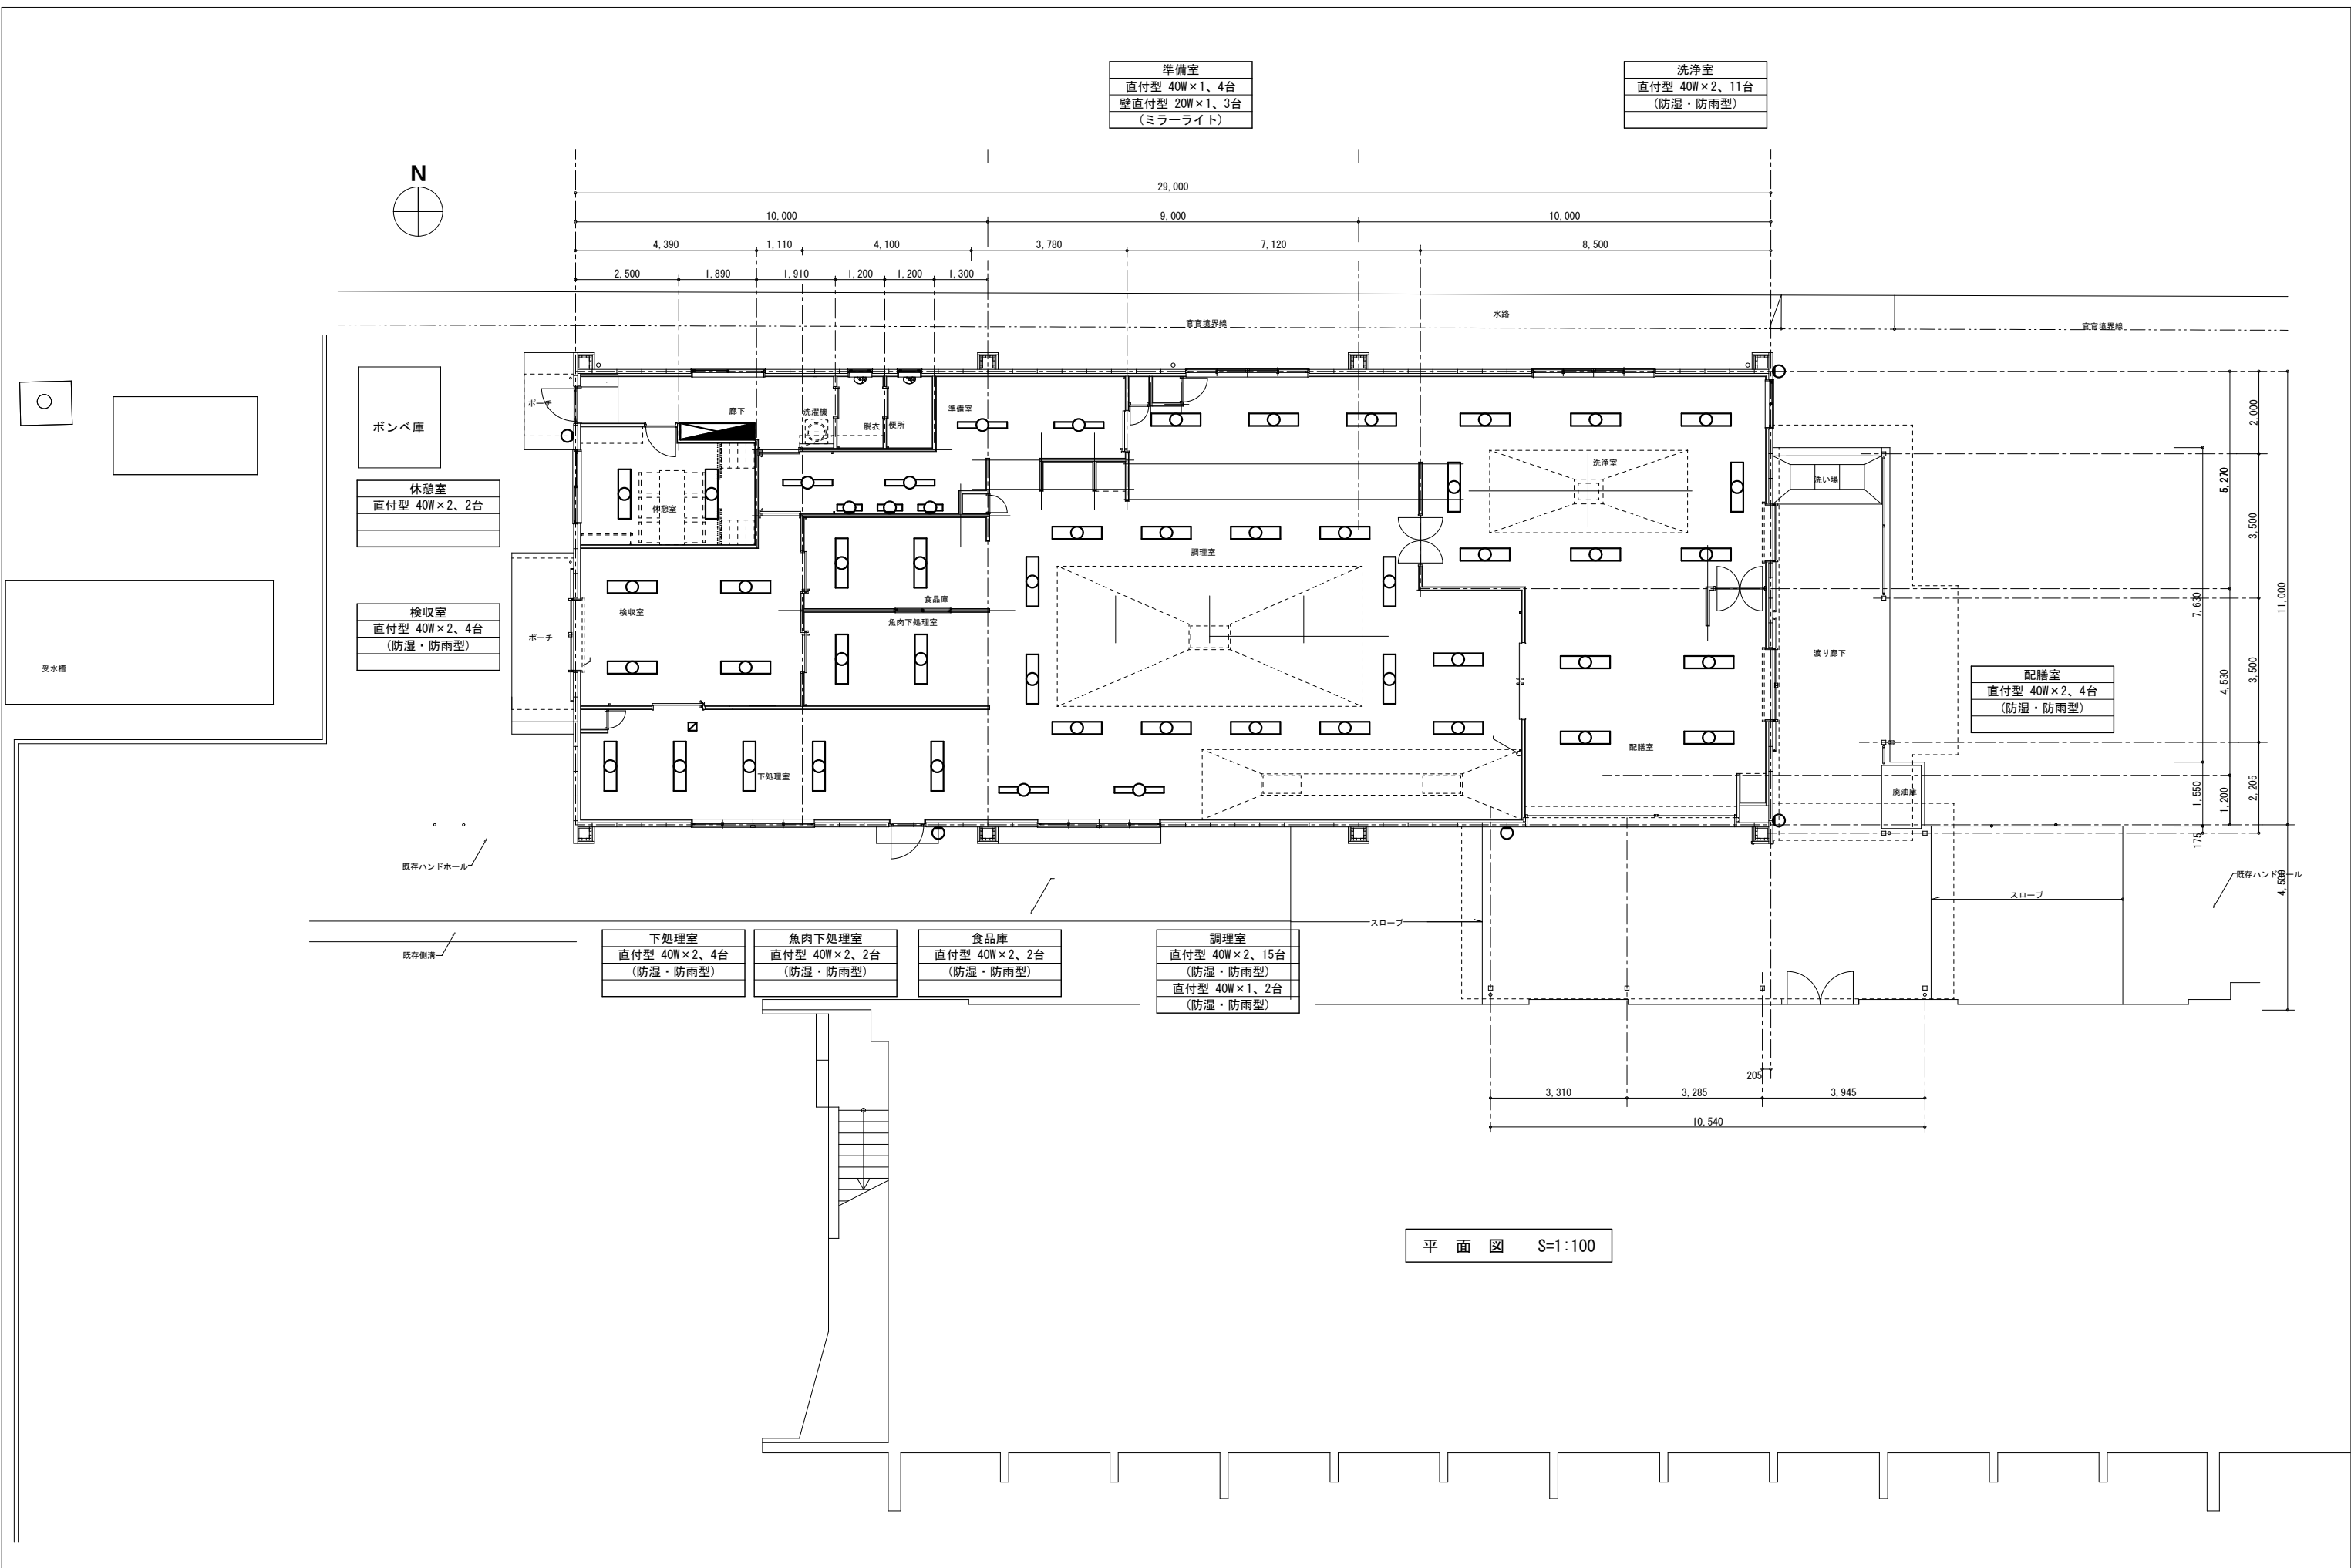 準備室
直付型 40W×1、4台
壁直付型 20W×1、3台
(ミラーライト)
洗浄室
直付型 40W×2、11台
(防湿・防雨型)
N
29,000
10,000
9,000
10,000
4,390
1,110
4,100
3,780
7,120
8,500
2,500
1,890
1,910
1,200
1,200
1,300
水路
官官境界線
官官境界線
ボンベ庫
ポーチ
廊下
洗濯機
脱衣
便所
準備室
洗浄室
洗い場
休憩室
直付型 40W×2、2台
休憩室
調理室
食品庫
検収室
直付型 40W×2、4台
(防湿・防雨型)
検収室
魚肉下処理室
ポーチ
受水槽
渡り廊下
配膳室
直付型 40W×2、4台
(防湿・防雨型)
配膳室
下処理室
廃油庫
2,000
5,270
3,500
11,000
7,630
4,530
3,500
2,205
1,550
1,200
175
4,500
既存ハンドホール
既存ハンドホール
スロープ
スロープ
既存側溝
下処理室
直付型 40W×2、4台
(防湿・防雨型)
魚肉下処理室
直付型 40W×2、2台
(防湿・防雨型)
食品庫
直付型 40W×2、2台
(防湿・防雨型)
調理室
直付型 40W×2、15台
(防湿・防雨型)
直付型 40W×1、2台
(防湿・防雨型)
205
3,310
3,285
3,945
10,540
平 面 図 S=1:100